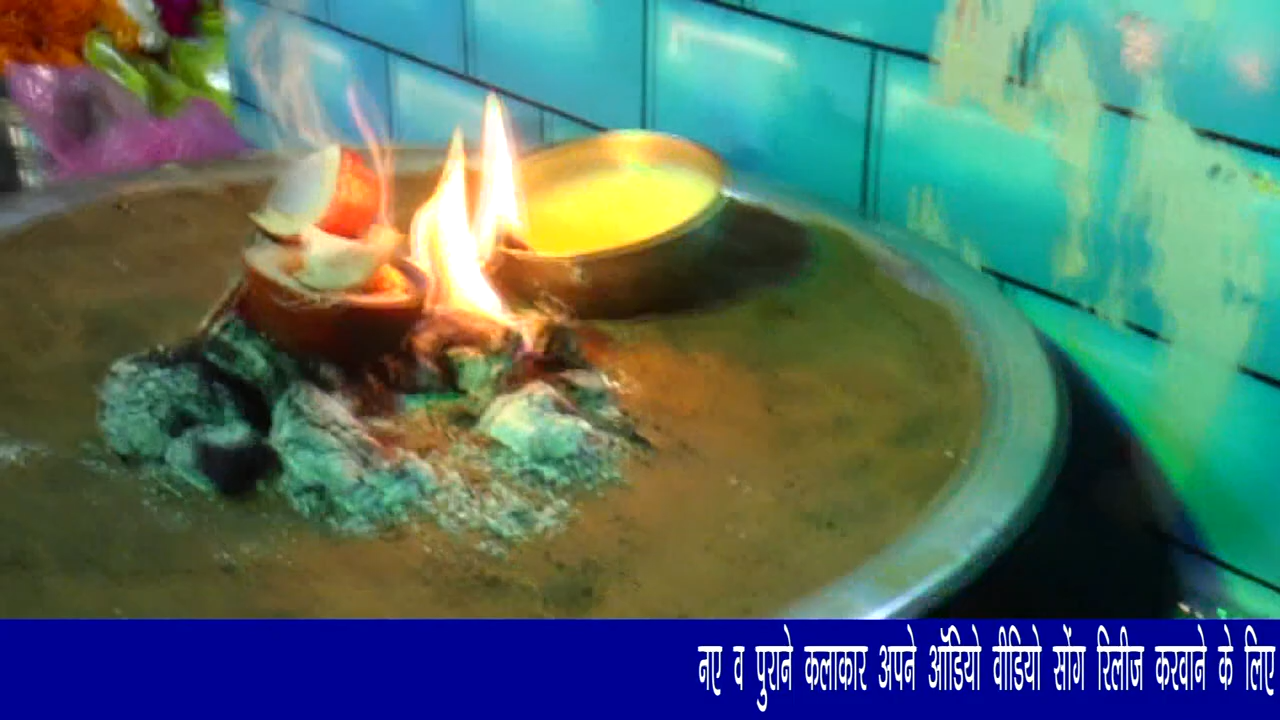 नए व पुराने कलाकार अपने ऑडियो वीडियो सोंग रिलीज करवाने के लिए